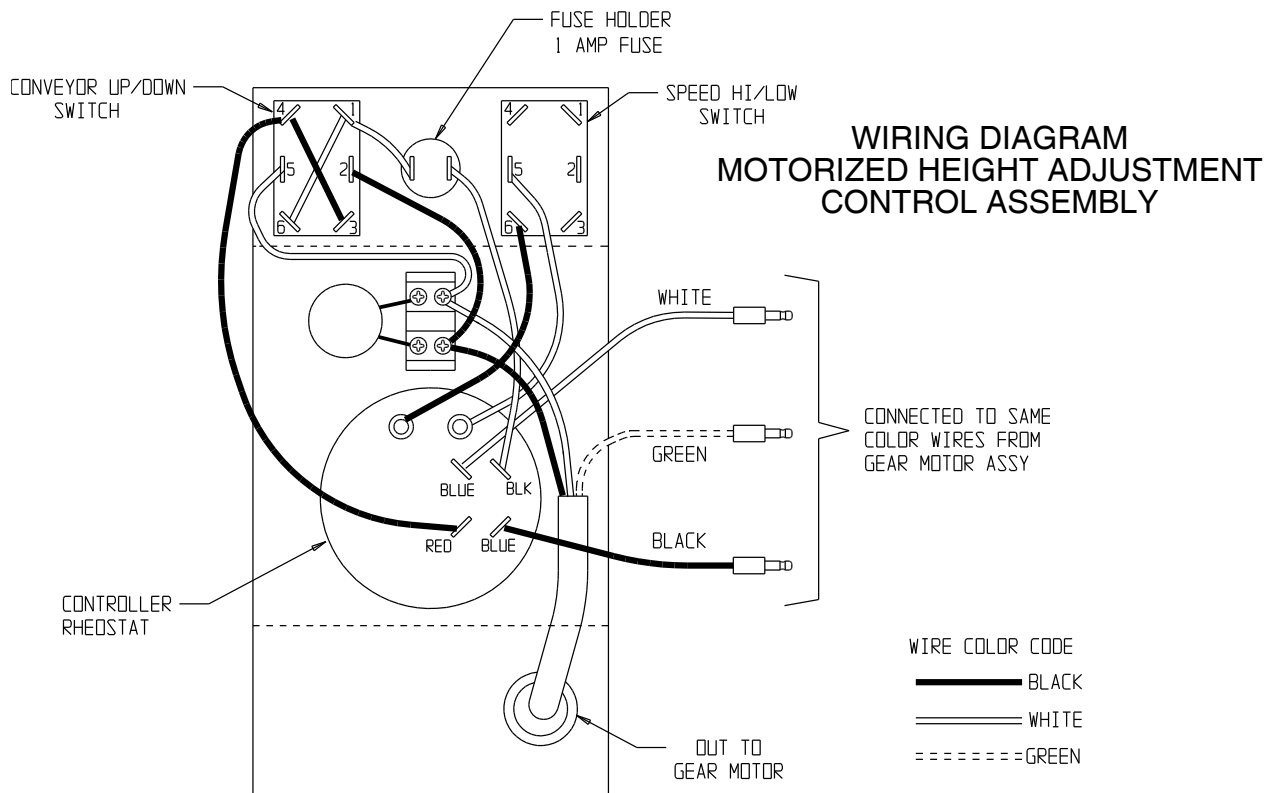 FUSE HOLDER
1 AMP FUSE
CONVEYOR UP/DOWN
SWITCH
SPEED HI/LOW
SWITCH
WIRING DIAGRAM
MOTORIZED HEIGHT ADJUSTMENT
CONTROL ASSEMBLY
4 1
5 2
6 3
4 1
5 2
6 3
WHITE
GREEN
BLACK
CONNECTED TO SAME
COLOR WIRES FROM
GEAR MOTOR ASSY
BLUE BLK
RED BLUE
CONTROLLER
RHEOSTAT
OUT TO
GEAR MOTOR
WIRE COLOR CODE
BLACK
WHITE
GREEN